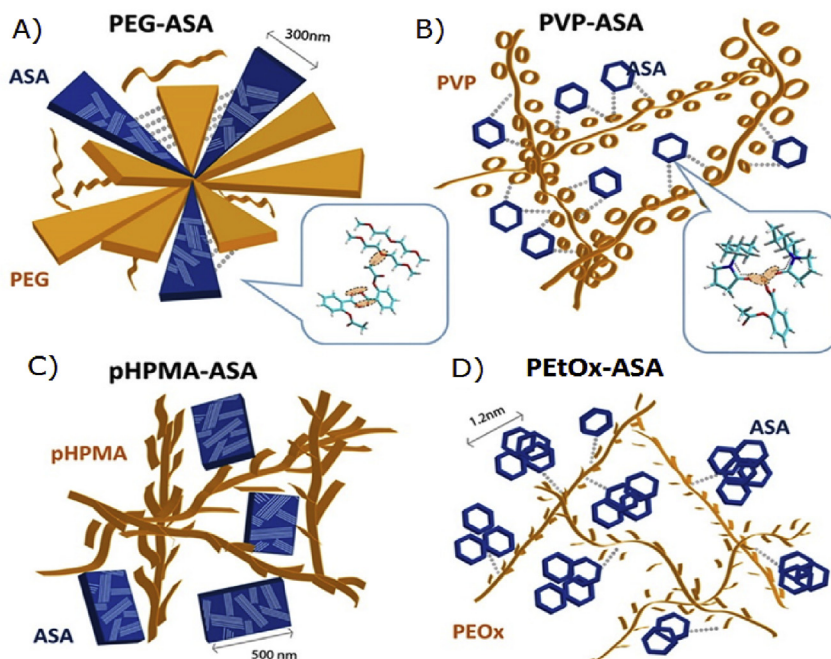 A) PEG-ASA
300nm
ASA
PEG
B) PVP-ASA
ASA
PVP
C) pHPMA-ASA
pHPMA
ASA
500 nm
D) PEtOx-ASA
1.2nm
ASA
PEOx